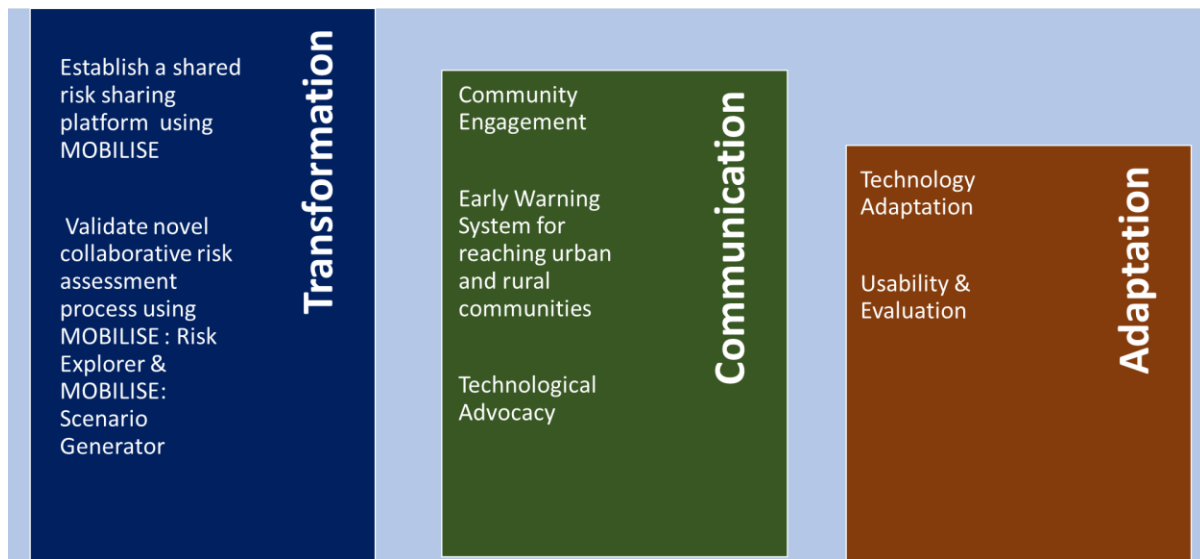 Transformation
Establish a shared
risk sharing
platform using
MOBILISE
Validate novel
collaborative risk
assessment
process using
MOBILISE : Risk
Explorer &
MOBILISE:
Scenario
Generator
Communication
Community
Engagement
Early Warning
System for
reaching urban
and rural
communities
Technological
Advocacy
Adaptation
Technology
Adaptation
Usability &
Evaluation